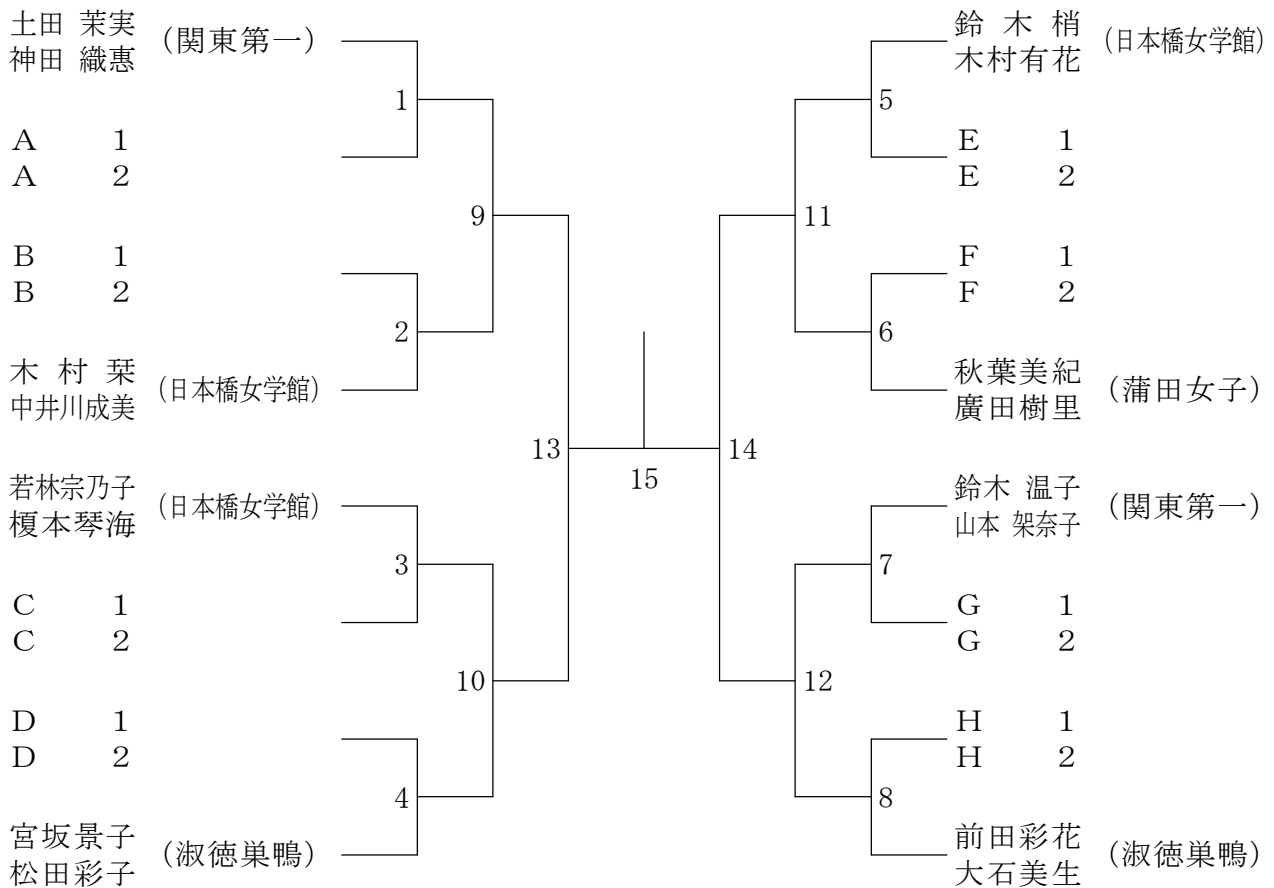 土田 茉実 (関東第一)
神田 織恵
1
A 1
A 2
9
B 1
B 2
2
木 村 栞 (日本橋女学館)
中井川成美
13
若林宗乃子 (日本橋女学館)
榎本琴海
3
C 1
C 2
10
D 1
D 2
4
宮坂景子 (淑徳巣鴨)
松田彩子
15
鈴 木 梢 (日本橋女学館)
木村有花
5
E 1
E 2
11
F 1
F 2
6
秋葉美紀 (蒲田女子)
廣田樹里
14
鈴木 温子 (関東第一)
山本 架奈子
7
G 1
G 2
12
H 1
H 2
8
前田彩花 (淑徳巣鴨)
大石美生